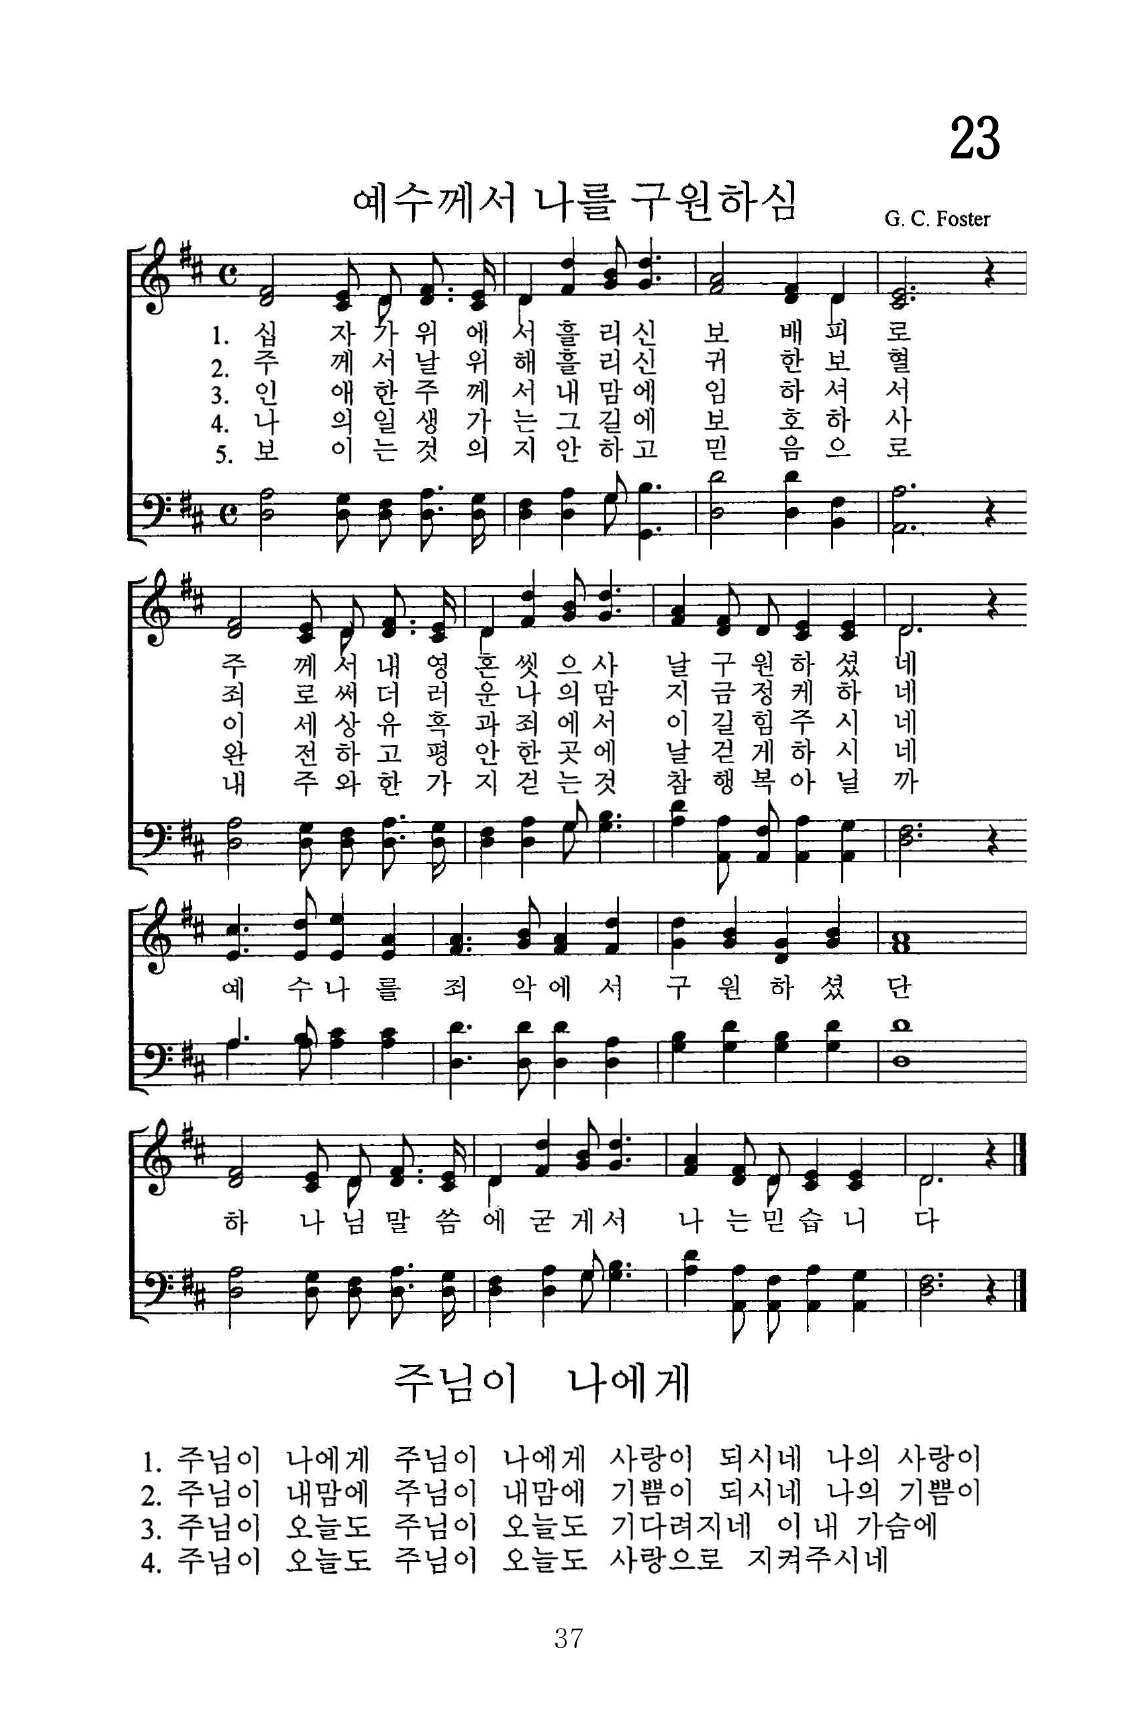 23
예수께서 나를 구원하심
G. C. Foster
1. 십 자 가 위 에 서 흘 리 신 보 배 피 로
2. 주 께 서 날 위 해 흘 리 신 귀 한 보 혈
3. 인 애 한 주 께 서 내 맘 에 임 하 셔 서
4. 나 의 일 생 가 는 그 길 에 보 호 하 사
5. 보 이 는 것 의 지 안 하 고 믿 음 으 로
주 께 서 내 영 혼 씻 으 사 날 구 원 하 셨 네
죄 로 써 더 러 운 나 의 맘 지 금 정 케 하 네
이 세 상 유 혹 과 죄 에 서 이 길 힘 주 시 네
완 전 하 고 평 안 한 곳 에 날 걷 게 하 시 네
내 주 와 한 가 지 걷 는 것 참 행 복 아 닐 까
예 수 나 를 죄 악 에 서 구 원 하 셨 단
하 나 님 말 씀 에 굳 게 서 나 는 믿 습 니 다
주님이 나에게
1. 주님이 나에게 주님이 나에게 사랑이 되시네 나의 사랑이
2. 주님이 내맘에 주님이 내맘에 기쁨이 되시네 나의 기쁨이
3. 주님이 오늘도 주님이 오늘도 기다려지네 이 내 가슴에
4. 주님이 오늘도 주님이 오늘도 사랑으로 지켜주시네
37